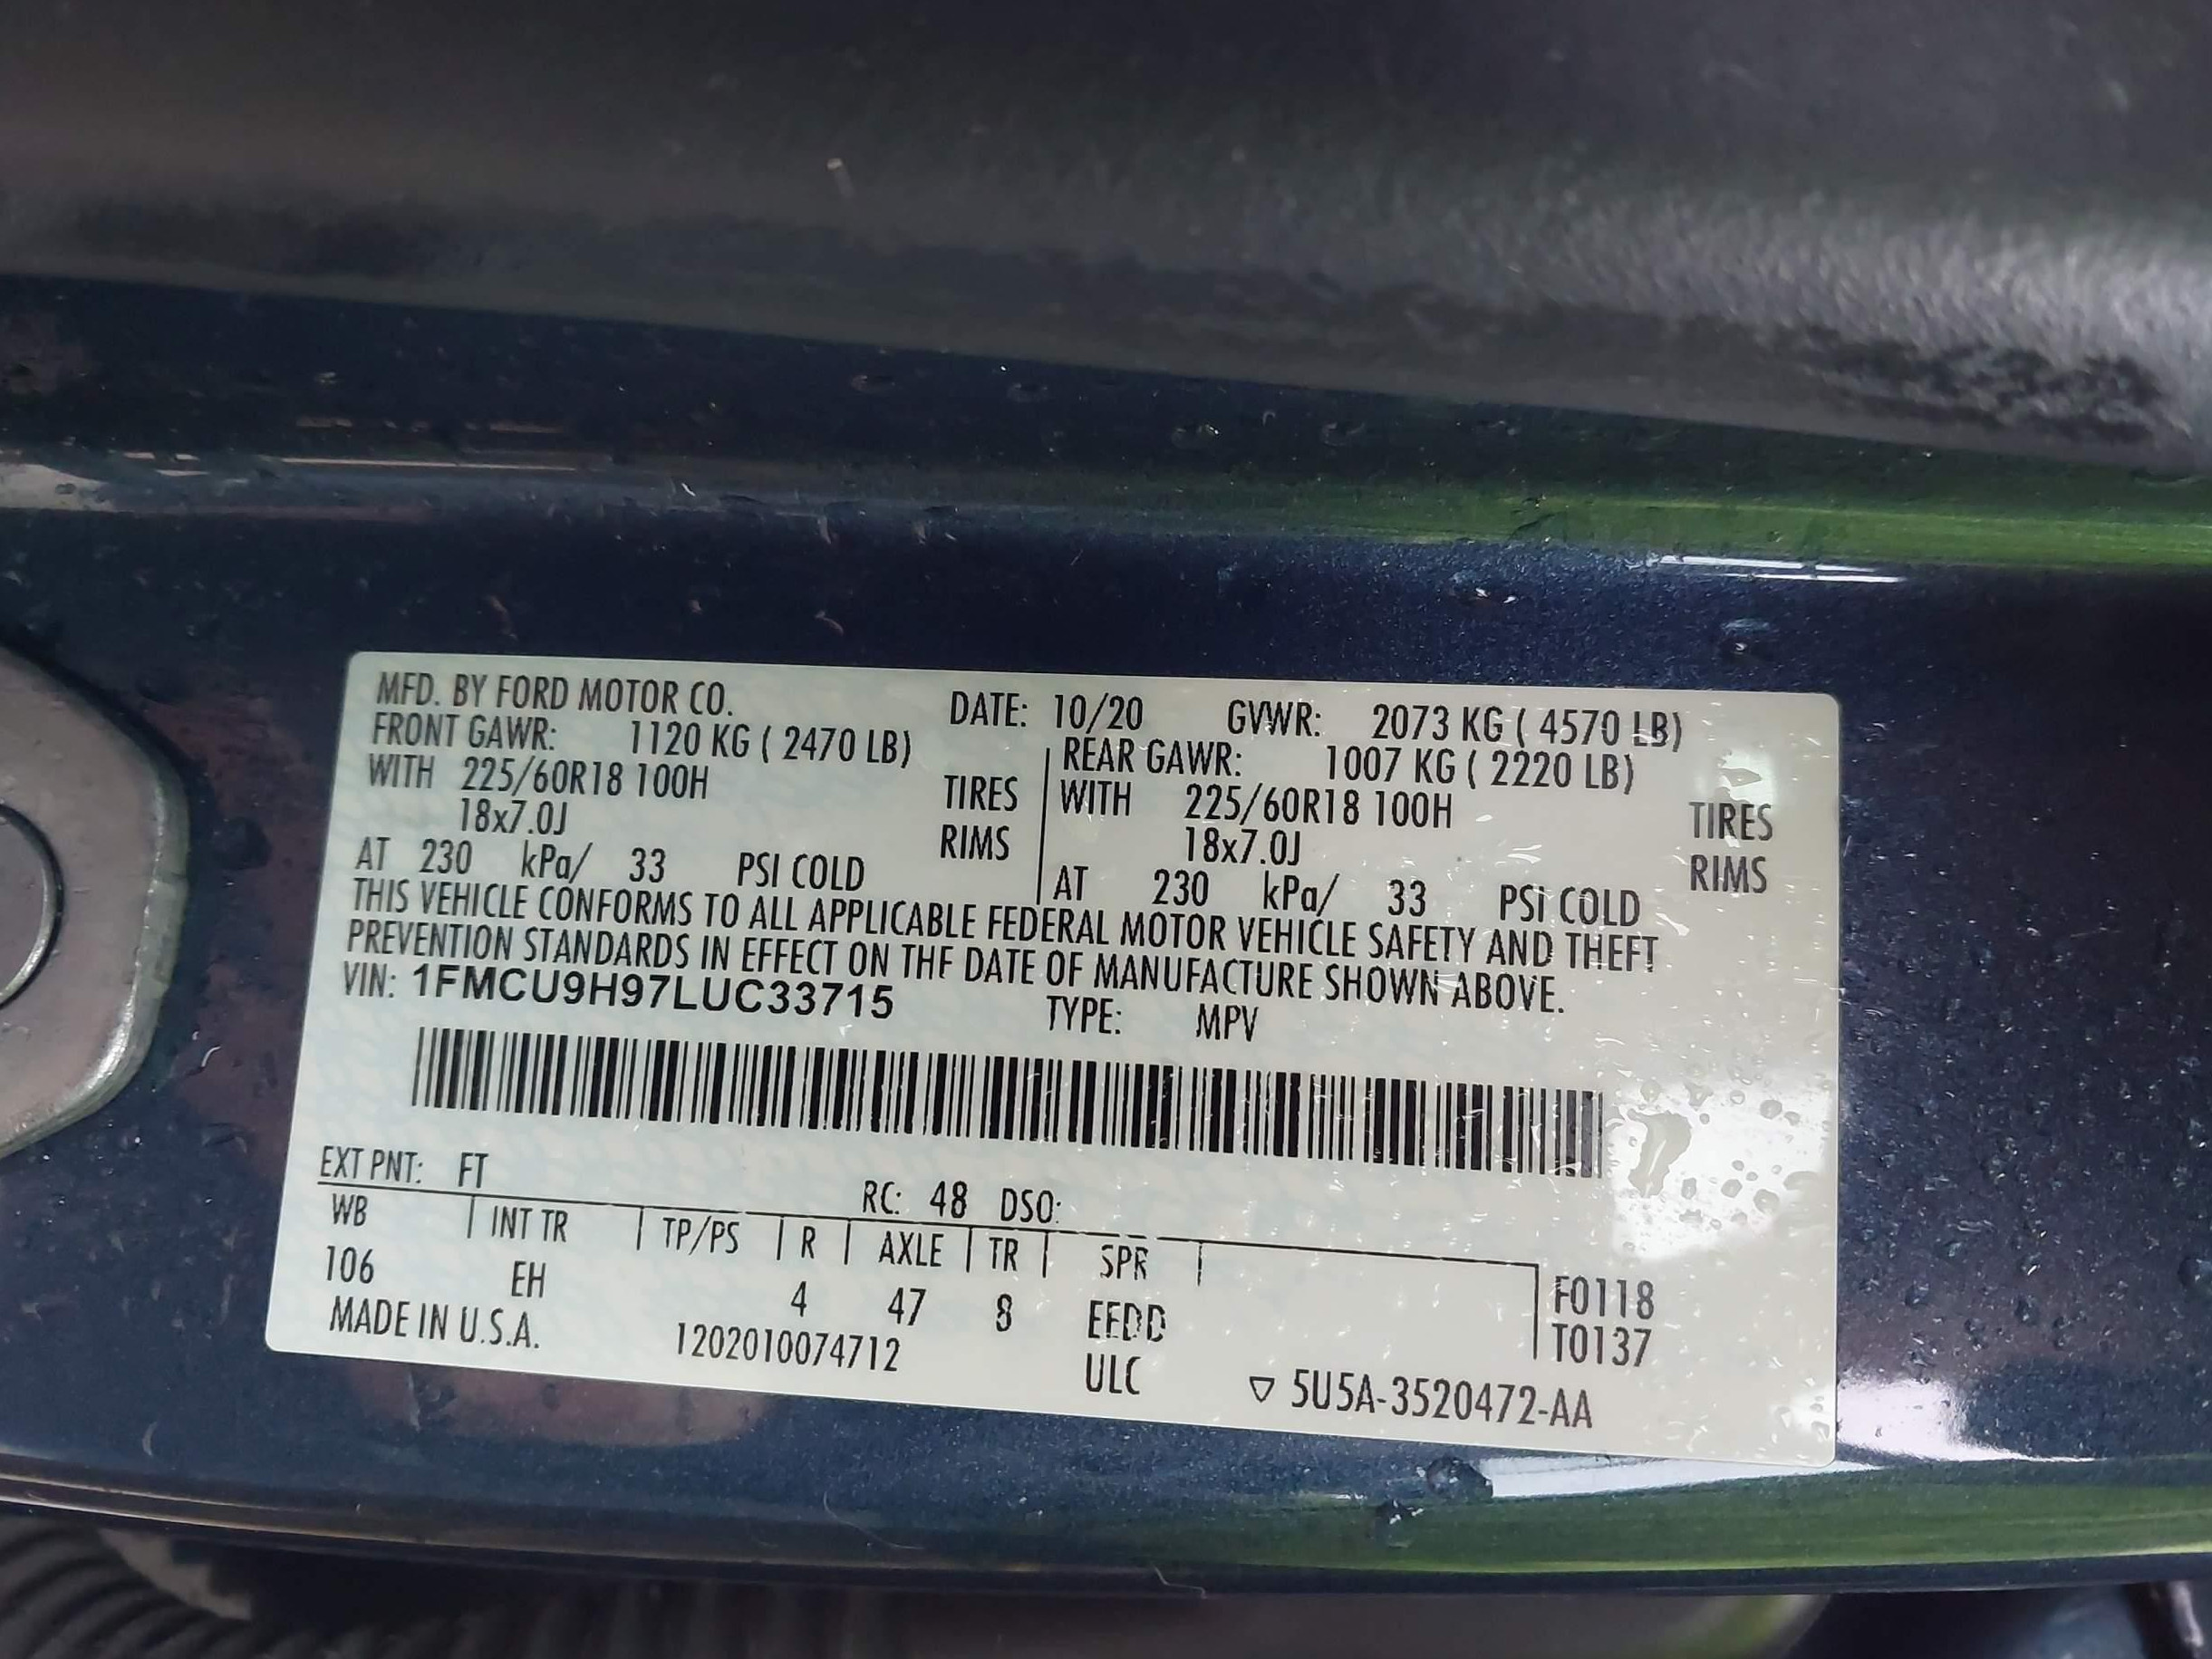 MFD. BY FORD MOTOR CO. DATE: 10/20 GVWR: 2073 KG ( 4570 LB)
FRONT GAWR: 1120 KG ( 2470 LB) REAR GAWR: 1007 KG ( 2220 LB)
WITH 225/60R18 100H TIRES WITH 225/60R18 100H TIRES
18x7.0J RIMS 18x7.0J RIMS
AT 230 kPa/ 33 PSI COLD AT 230 kPa/ 33 PSI COLD
THIS VEHICLE CONFORMS TO ALL APPLICABLE FEDERAL MOTOR VEHICLE SAFETY AND THEFT
PREVENTION STANDARDS IN EFFECT ON THE DATE OF MANUFACTURE SHOWN ABOVE.
VIN: 1FMCU9H97LUC33715 TYPE: MPV
EXT PNT: FT RC: 48 DSO:
WB INT TR TP/PS R AXLE TR SPR
106 EH 4 47 8 EEDD F0118
T0137
MADE IN U.S.A. 1202010074712 ULC ▽ 5U5A-3520472-AA